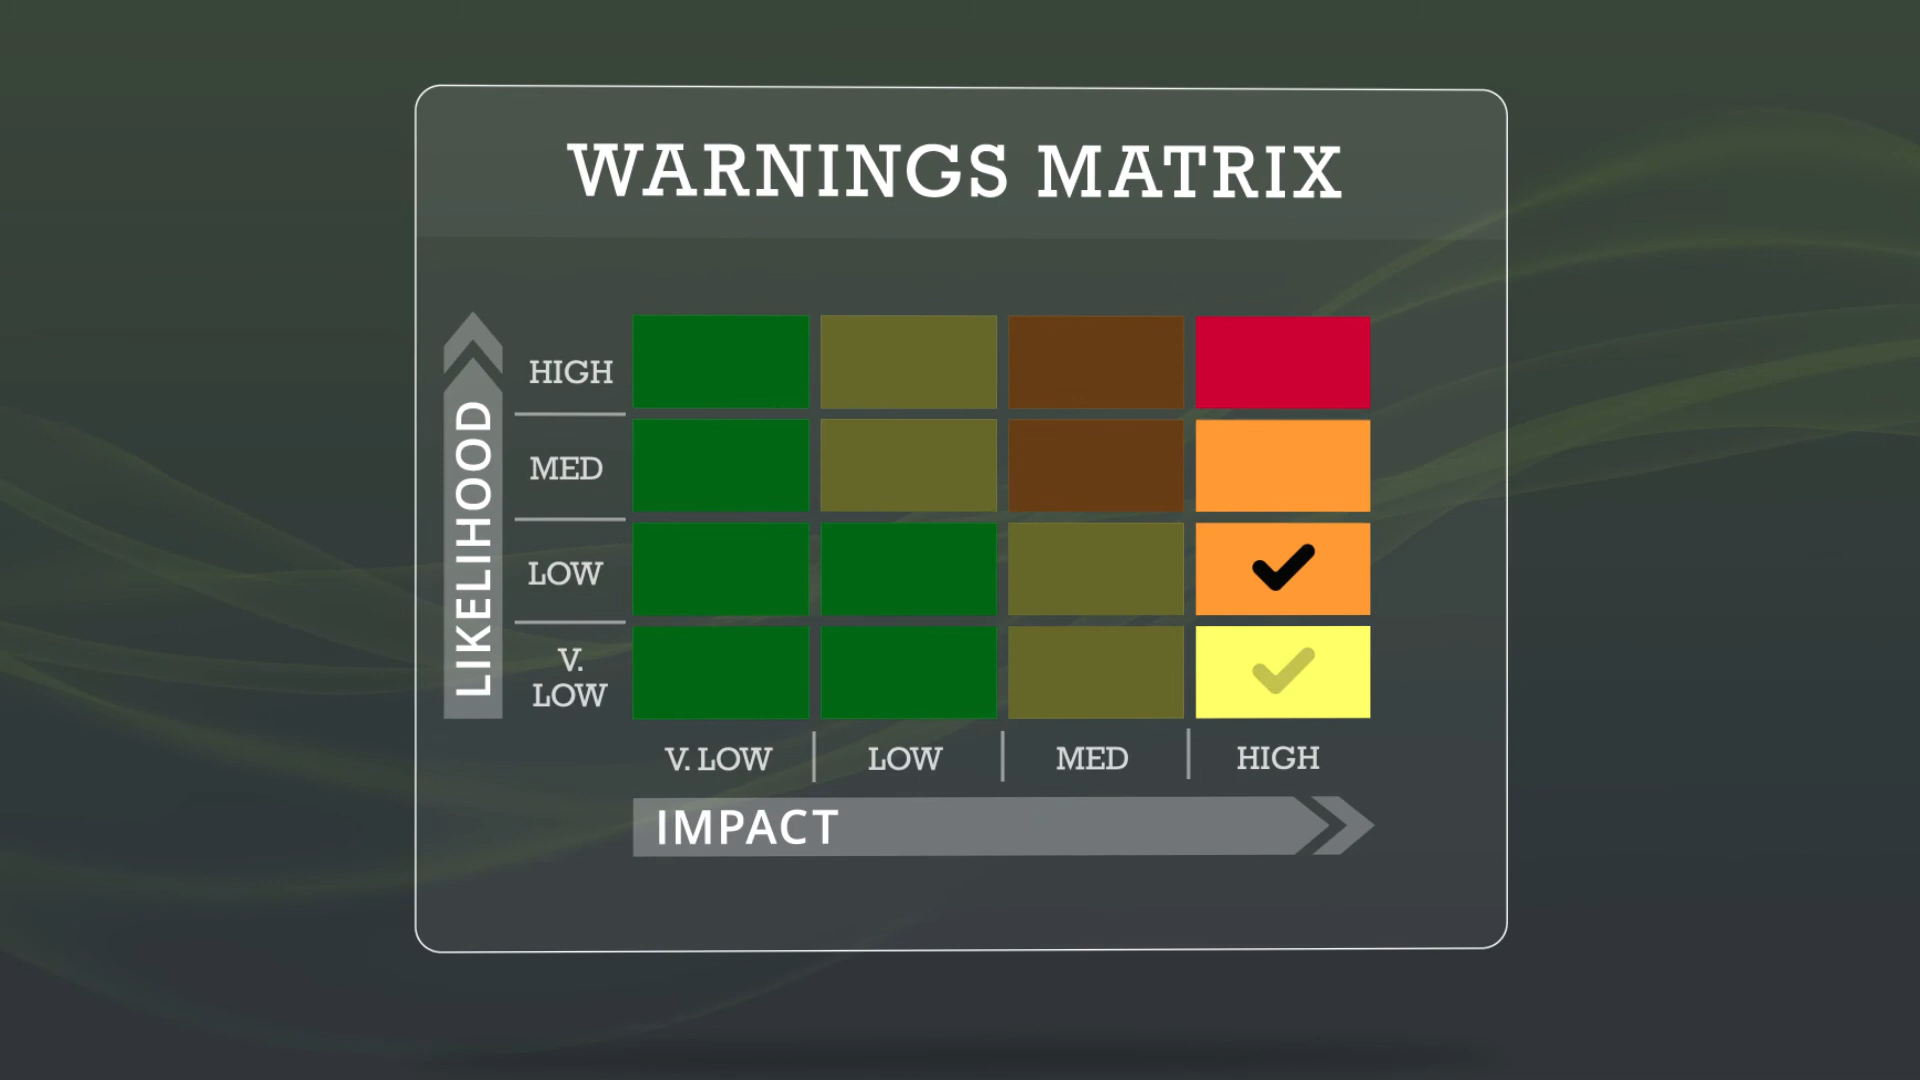 WARNINGS MATRIX
LIKELIHOOD
HIGH
MED
LOW
V.
LOW
V. LOW
LOW
MED
HIGH
IMPACT